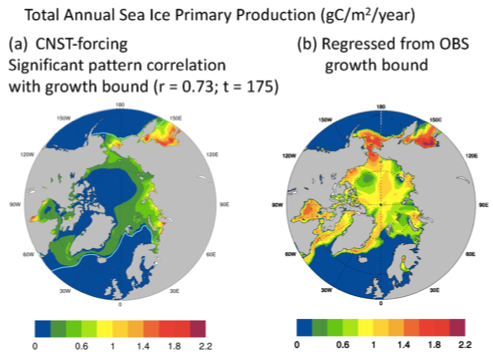 Total Annual Sea Ice Primary Production (gC/m²/year)
(a) CNST-forcing
Significant pattern correlation
with growth bound (r = 0.73; t = 175)
(b) Regressed from OBS
growth bound
180
150W
150E
120W
120E
90W
90E
60W
60E
30W
30E
0
180
150W
150E
120W
120E
90W
90E
60W
60E
30W
30E
0
0 0.6 1 1.4 1.8 2.2
0 0.6 1 1.4 1.8 2.2